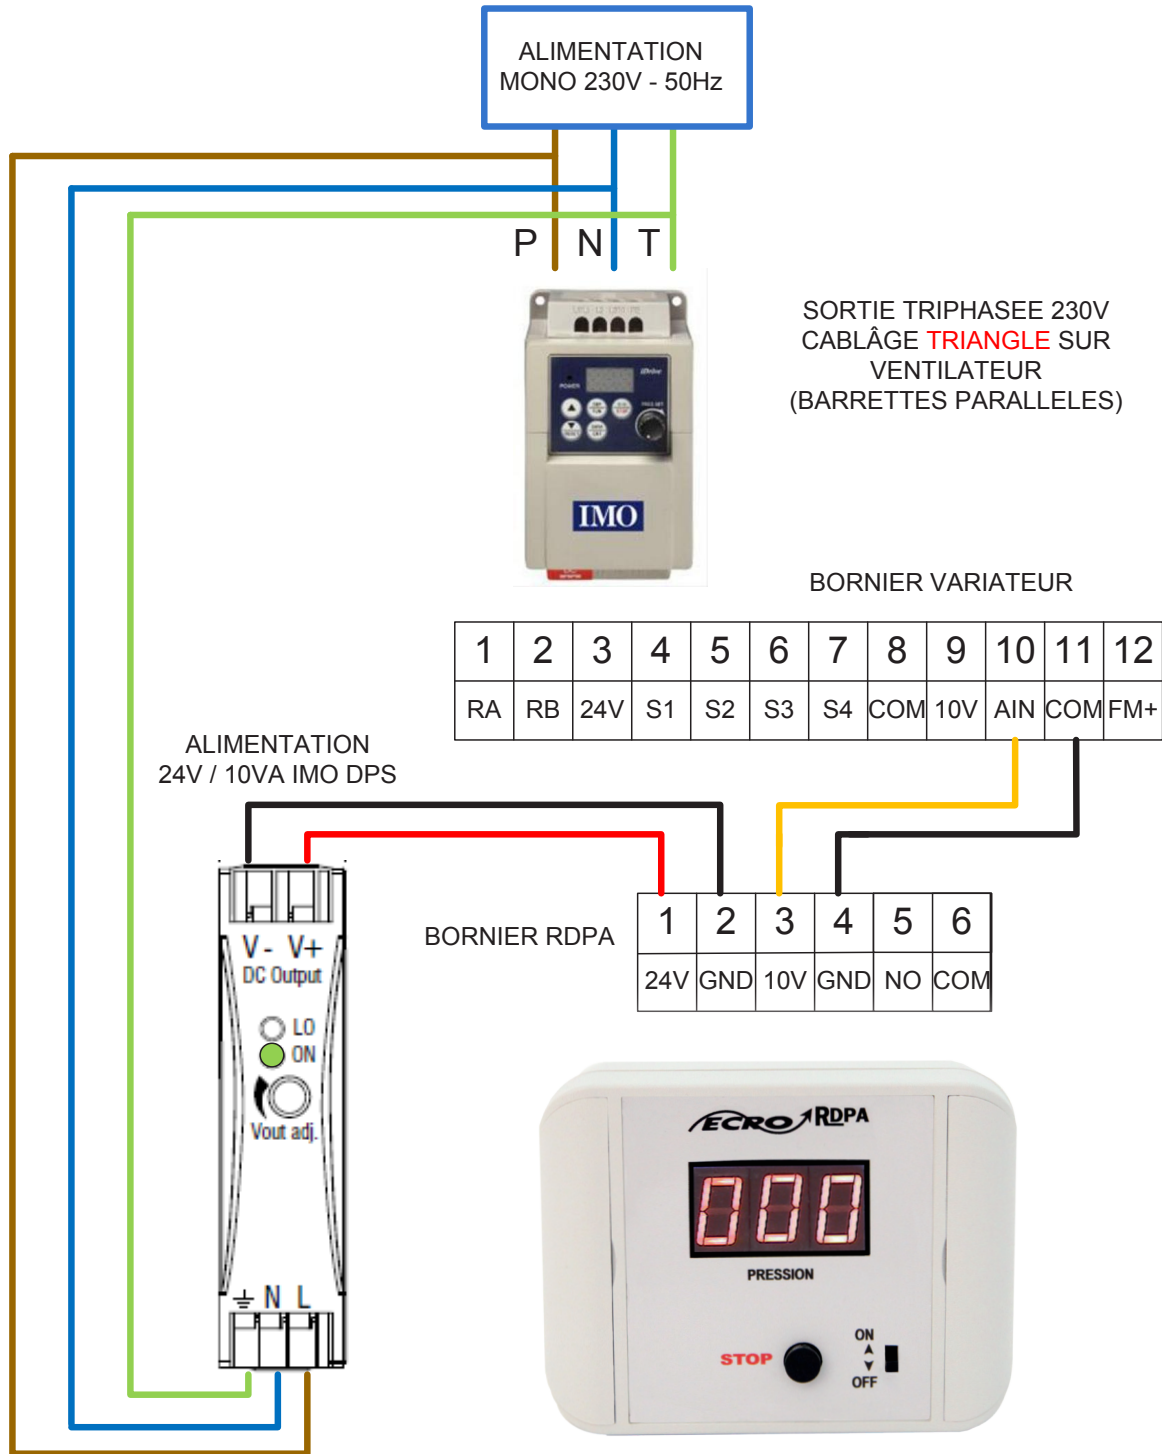 ALIMENTATION
MONO 230V - 50Hz
P N T
SORTIE TRIPHASEE 230V
CABLÂGE TRIANGLE SUR
VENTILATEUR
(BARRETTES PARALLELES)
POWER
IMO
BORNIER VARIATEUR
1 2 3 4 5 6 7 8 9 10 11 12
RA RB 24V S1 S2 S3 S4 COM 10V AIN COM FM+
ALIMENTATION
24V / 10VA IMO DPS
BORNIER RDPA
1 2 3 4 5 6
24V GND 10V GND NO COM
V - V+
DC Output
LO
ON
Vout adj.
N L
ECRO RDPA
000
PRESSION
STOP
ON
OFF